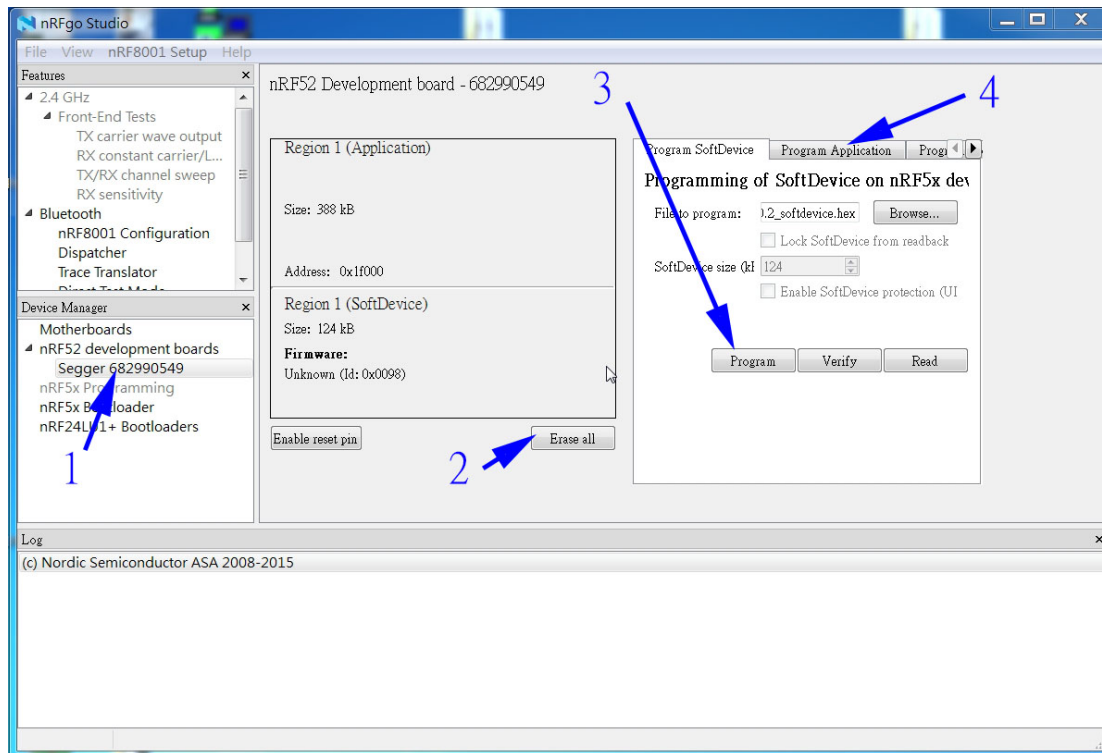 nRFgo Studio
File View nRF8001 Setup Help
Features
2.4 GHz
Front-End Tests
TX carrier wave output
RX constant carrier/L...
TX/RX channel sweep
RX sensitivity
Bluetooth
nRF8001 Configuration
Dispatcher
Trace Translator
Direct Test Mode
Device Manager
Motherboards
nRF52 development boards
Segger 682990549
nRF5x Programming
nRF5x Bootloader
nRF24LU1+ Bootloaders
1
nRF52 Development board - 682990549
Region 1 (Application)
Size: 388 kB
Address: 0x1f000
Region 1 (SoftDevice)
Size: 124 kB
Firmware:
Unknown (Id: 0x0098)
Enable reset pin
Erase all
2
3
4
Program SoftDevice Program Application Progr
Programming of SoftDevice on nRF5x dev
File to program: ).2_softdevice.hex Browse...
Lock SoftDevice from readback
SoftDevice size (kl 124
Enable SoftDevice protection (UI
Program Verify Read
Log
(c) Nordic Semiconductor ASA 2008-2015